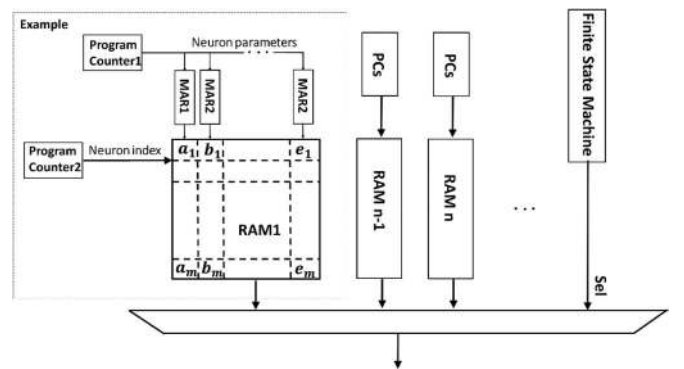 Example
Program
Counter1
Neuron parameters
. . .
MAR1
MAR2
MAR2
PCs
PCs
Finite State Machine
Program
Counter2
Neuron index
a₁ b₁ e₁
RAM1
aₘ bₘ eₘ
RAM n-1
RAM n
. . .
Sel